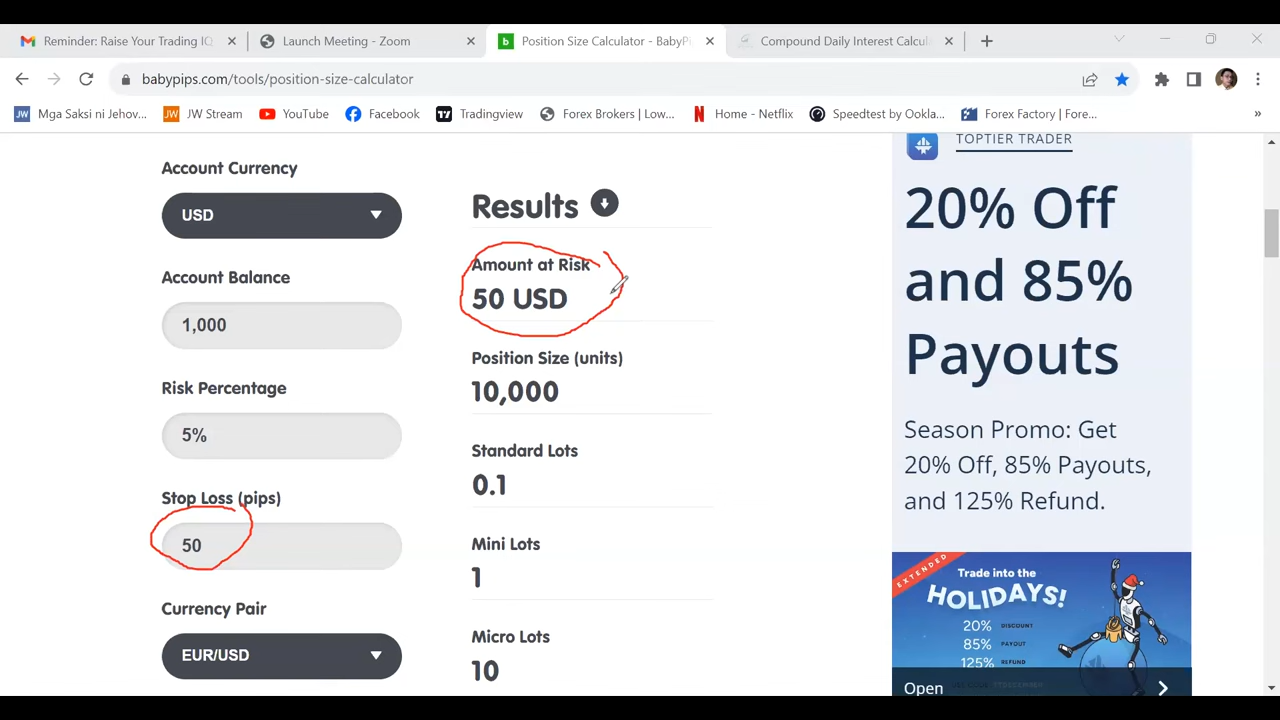 Reminder: Raise Your Trading IQ
Launch Meeting - Zoom
Position Size Calculator - BabyPi
Compound Daily Interest Calcul
babypips.com/tools/position-size-calculator
Mga Saksi ni Jehov...
JW Stream
YouTube
Facebook
Tradingview
Forex Brokers | Low...
Home - Netflix
Speedtest by Ookla...
Forex Factory | Fore...
»
Account Currency
USD
Account Balance
1,000
Risk Percentage
5%
Stop Loss (pips)
50
Currency Pair
EUR/USD
Results
Amount at Risk
50 USD
Position Size (units)
10,000
Standard Lots
0.1
Mini Lots
1
Micro Lots
10
TOPTIER TRADER
20% Off
and 85%
Payouts
Season Promo: Get
20% Off, 85% Payouts,
and 125% Refund.
EXTENDED
Trade into the
HOLIDAYS!
20% DISCOUNT
85% PAYOUT
125% REFUND
Open